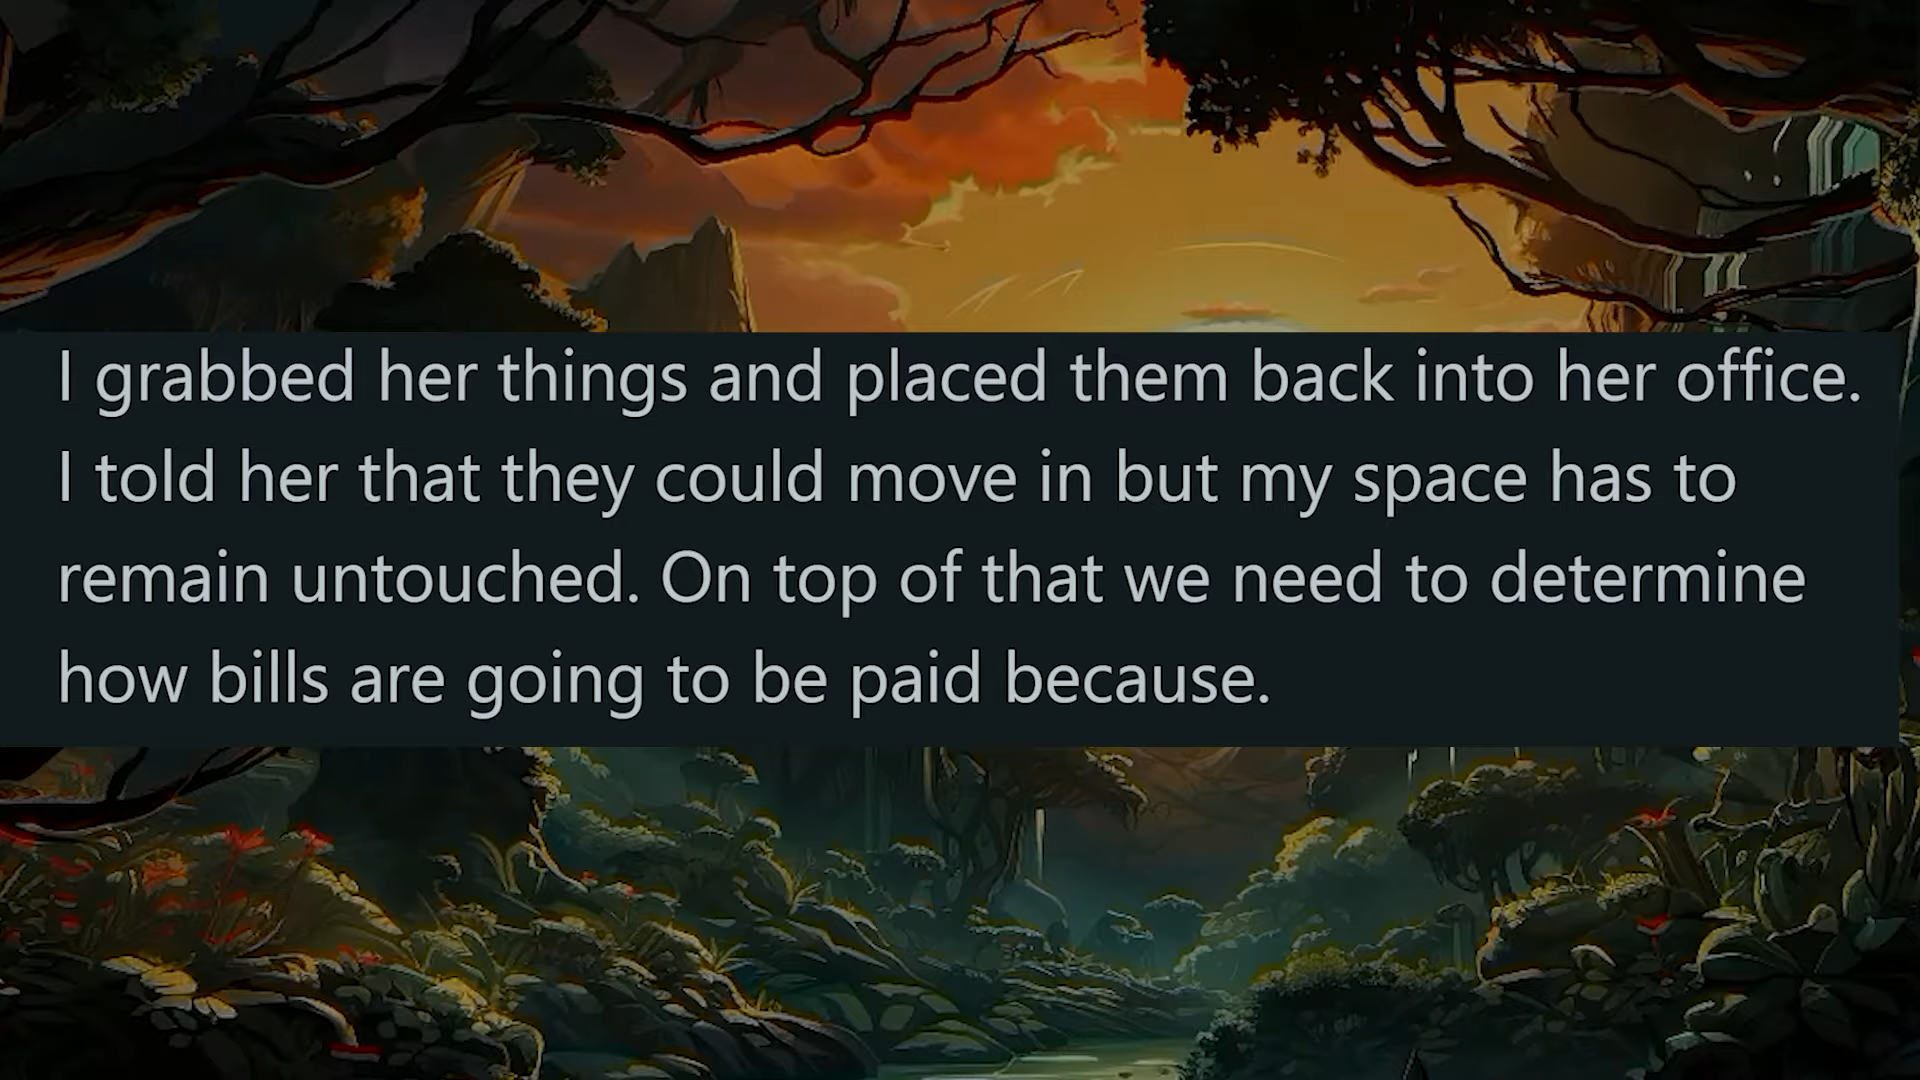 I grabbed her things and placed them back into her office.
I told her that they could move in but my space has to
remain untouched. On top of that we need to determine
how bills are going to be paid because.